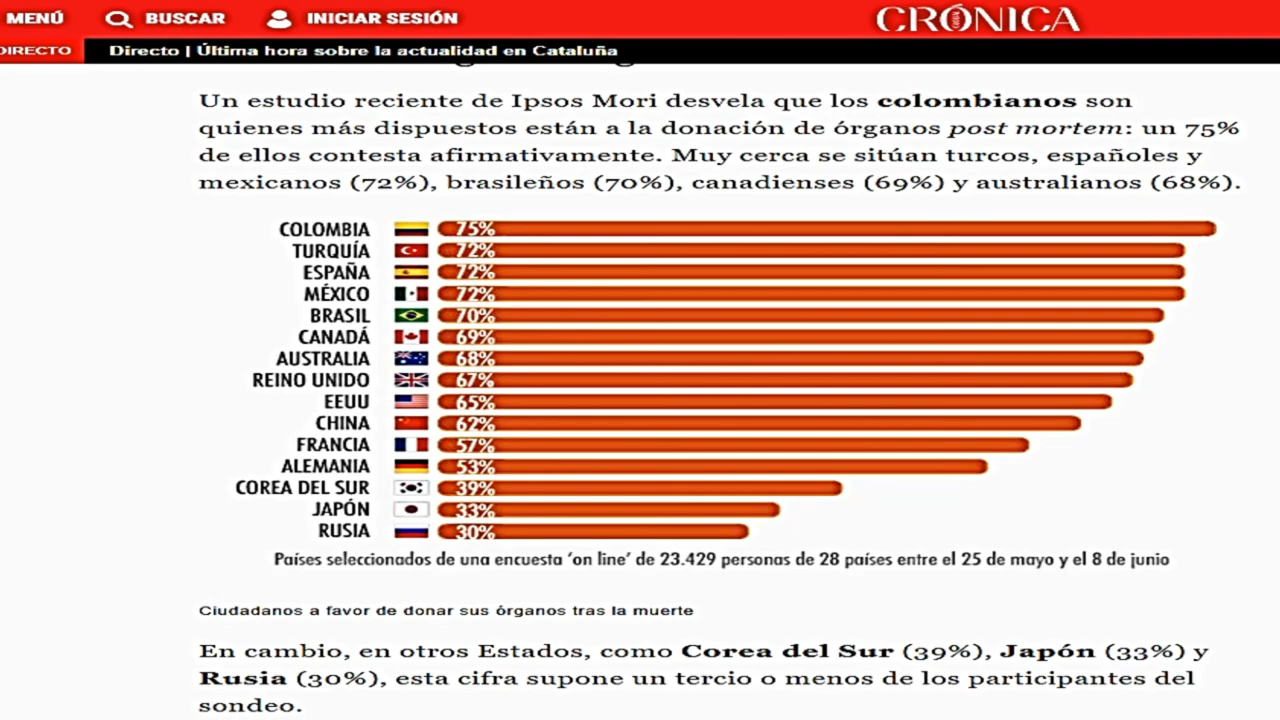 MENÚ BUSCAR INICIAR SESIÓN CRÓNICA
DIRECTO Directo | Última hora sobre la actualidad en Cataluña
Un estudio reciente de Ipsos Mori desvela que los colombianos son
quienes más dispuestos están a la donación de órganos post mortem: un 75%
de ellos contesta afirmativamente. Muy cerca se sitúan turcos, españoles y
mexicanos (72%), brasileños (70%), canadienses (69%) y australianos (68%).
COLOMBIA 75%
TURQUÍA 72%
ESPAÑA 72%
MÉXICO 72%
BRASIL 70%
CANADÁ 69%
AUSTRALIA 68%
REINO UNIDO 67%
EEUU 65%
CHINA 62%
FRANCIA 57%
ALEMANIA 53%
COREA DEL SUR 39%
JAPÓN 33%
RUSIA 30%
Países seleccionados de una encuesta ‘on line’ de 23.429 personas de 28 países entre el 25 de mayo y el 8 de junio
Ciudadanos a favor de donar sus órganos tras la muerte
En cambio, en otros Estados, como Corea del Sur (39%), Japón (33%) y
Rusia (30%), esta cifra supone un tercio o menos de los participantes del
sondeo.